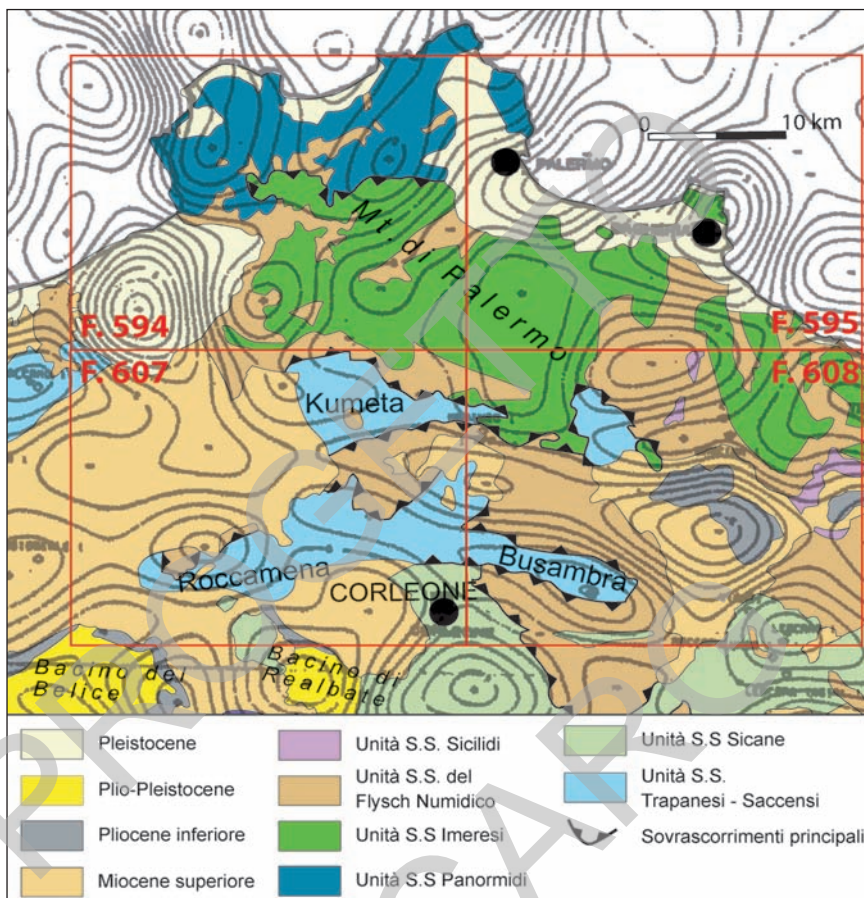 0 10 km
PALERMO
Mt. di Palermo
F. 594
F. 595
F. 607
F. 608
Kumeta
Roccamena
Busambra
CORLEONE
Bacino del
Belice
Bacino di
Realbate
Pleistocene
Plio-Pleistocene
Pliocene inferiore
Miocene superiore
Unità S.S. Sicilidi
Unità S.S. del
Flysch Numidico
Unità S.S Imeresi
Unità S.S Panormidi
Unità S.S Sicane
Unità S.S.
Trapanesi - Saccensi
Sovrascorrimenti principali